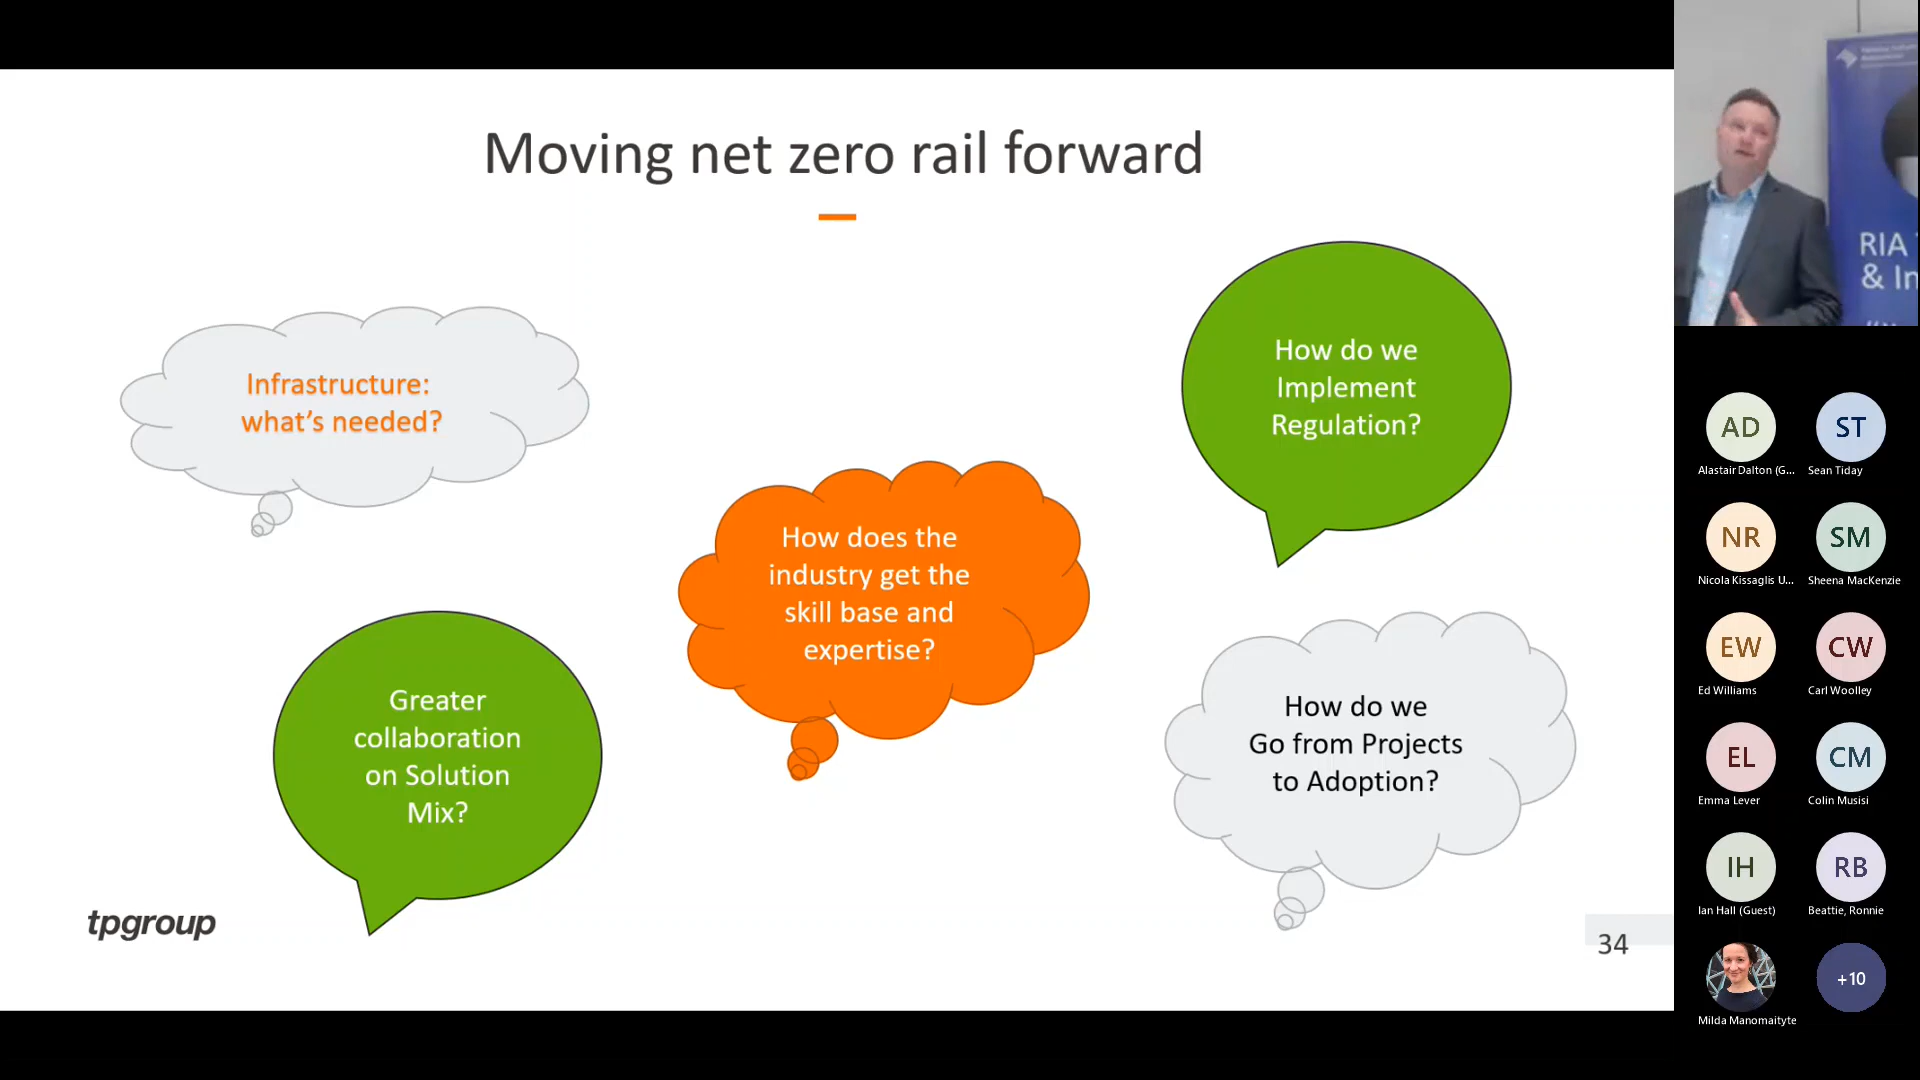 Moving net zero rail forward
Infrastructure:
what's needed?
How do we
Implement
Regulation?
How does the
industry get the
skill base and
expertise?
Greater
collaboration
on Solution
Mix?
How do we
Go from Projects
to Adoption?
tpgroup
34
RIA
& In
AD
Alastair Dalton (G...
ST
Sean Tiday
NR
Nicola Kissaglis U...
SM
Sheena MacKenzie
EW
Ed Williams
CW
Carl Woolley
EL
Emma Lever
CM
Colin Musisi
IH
Ian Hall (Guest)
RB
Beattie, Ronnie
Milda Manomaityte
+10